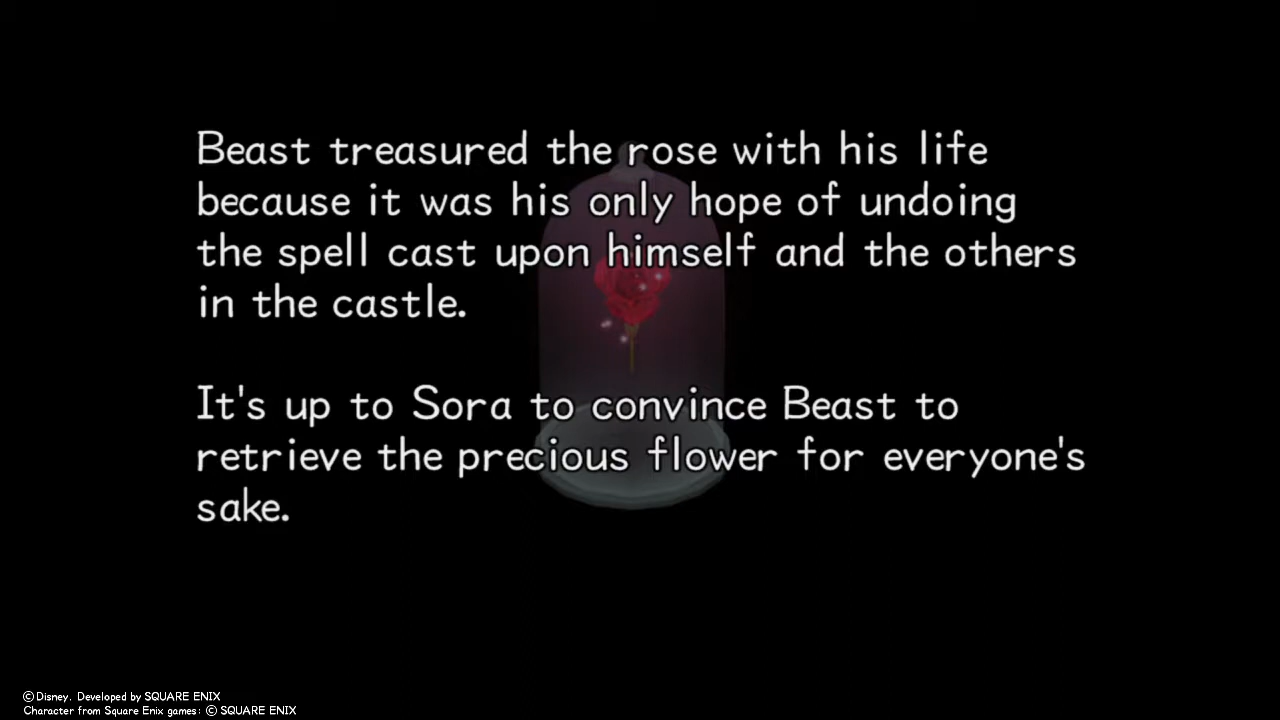 Beast treasured the rose with his life
because it was his only hope of undoing
the spell cast upon himself and the others
in the castle.
It's up to Sora to convince Beast to
retrieve the precious flower for everyone's
sake.
©Disney. Developed by SQUARE ENIX
Character from Square Enix games: © SQUARE ENIX